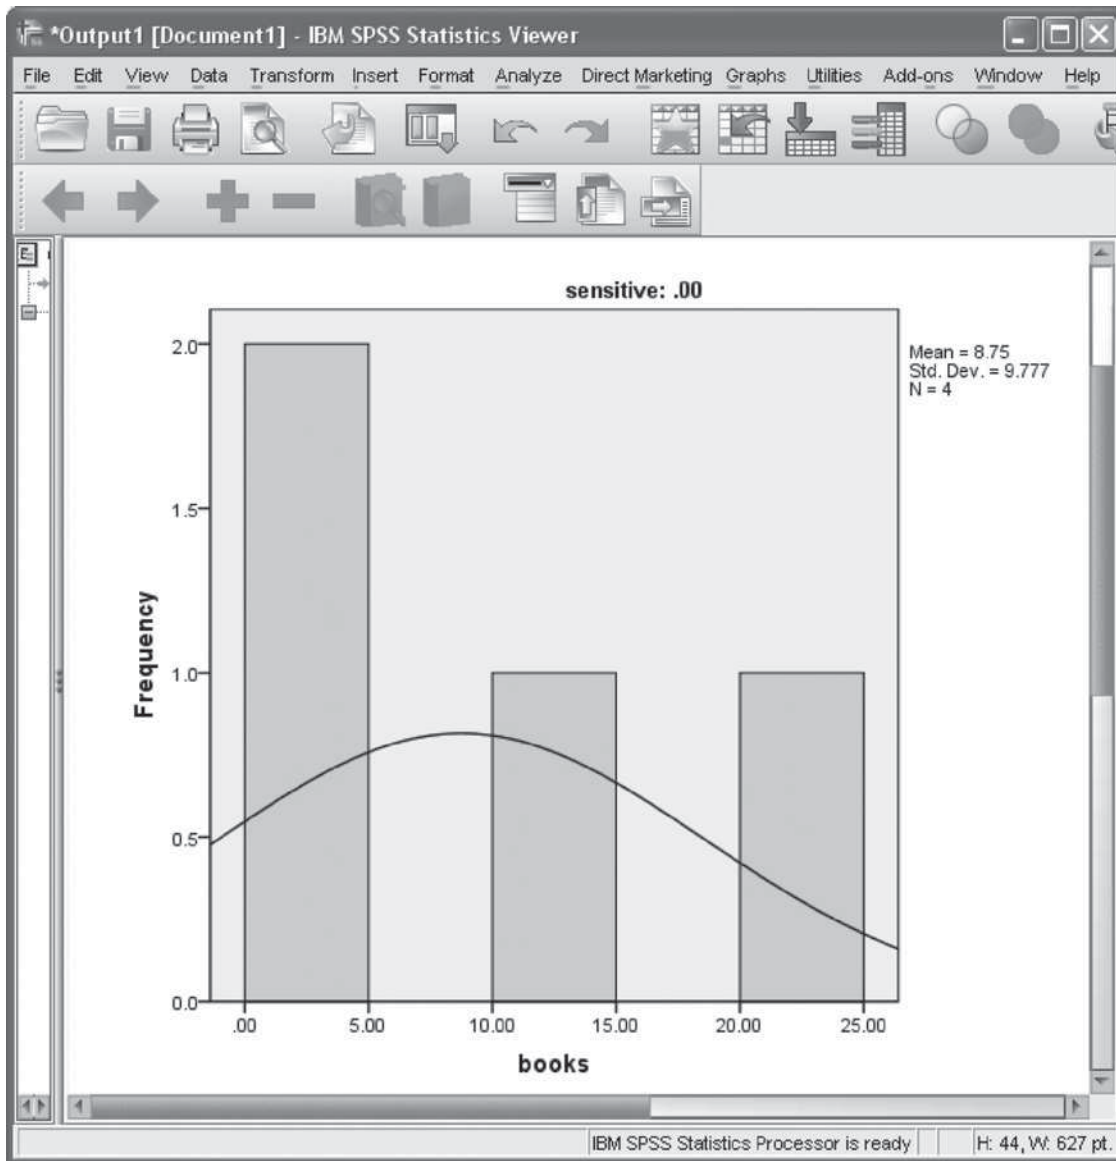 *Output1 [Document1] - IBM SPSS Statistics Viewer
File Edit View Data Transform Insert Format Analyze Direct Marketing Graphs Utilities Add-ons Window Help
sensitive: .00
Mean = 8.75
Std. Dev. = 9.777
N = 4
2.0
1.5
1.0
0.5
0.0
Frequency
.00 5.00 10.00 15.00 20.00 25.00
books
IBM SPSS Statistics Processor is ready H: 44, W: 627 pt.